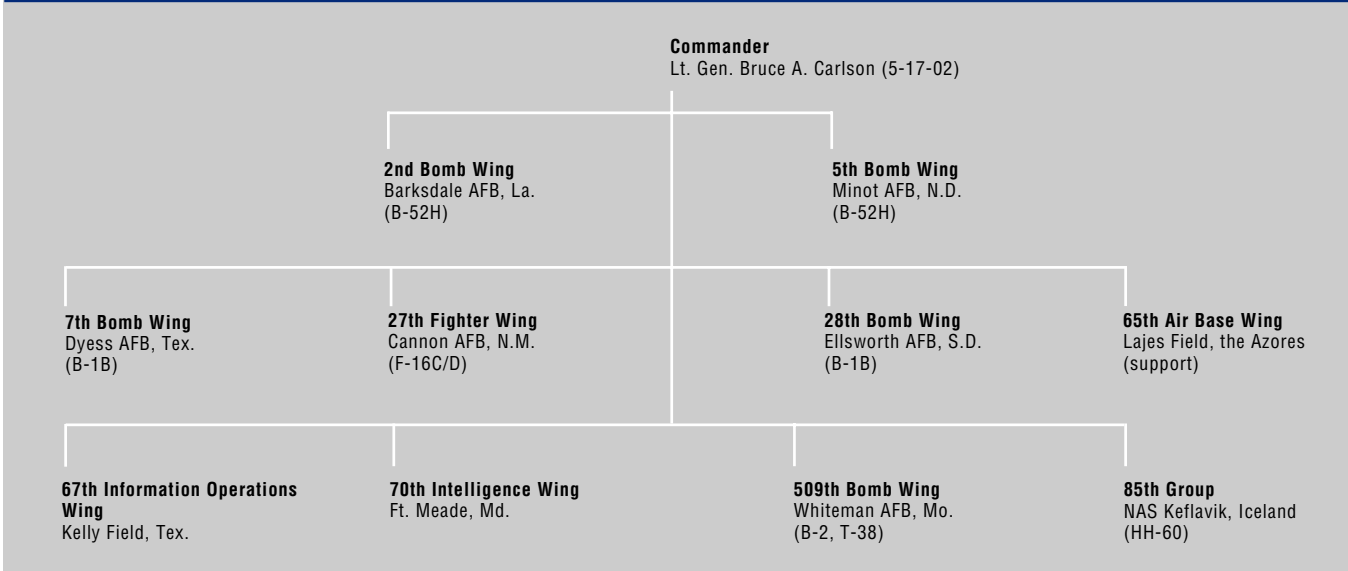 Commander
Lt. Gen. Bruce A. Carlson (5-17-02)
2nd Bomb Wing
Barksdale AFB, La.
(B-52H)
5th Bomb Wing
Minot AFB, N.D.
(B-52H)
7th Bomb Wing
Dyess AFB, Tex.
(B-1B)
27th Fighter Wing
Cannon AFB, N.M.
(F-16C/D)
28th Bomb Wing
Ellsworth AFB, S.D.
(B-1B)
65th Air Base Wing
Lajes Field, the Azores
(support)
67th Information Operations
Wing
Kelly Field, Tex.
70th Intelligence Wing
Ft. Meade, Md.
509th Bomb Wing
Whiteman AFB, Mo.
(B-2, T-38)
85th Group
NAS Keflavik, Iceland
(HH-60)